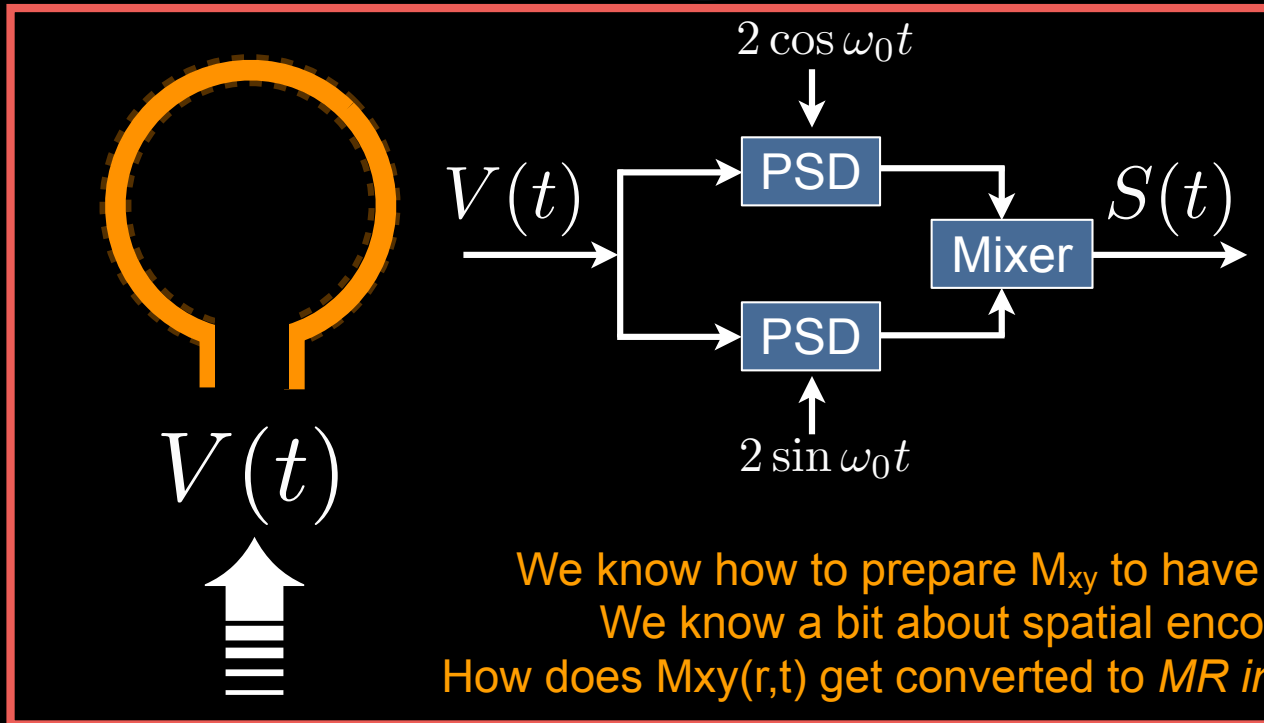 2 cos ω₀t
V(t)
PSD
S(t)
Mixer
PSD
2 sin ω₀t
V(t)
We know how to prepare Mxy to have
We know a bit about spatial enco
How does Mxy(r,t) get converted to MR